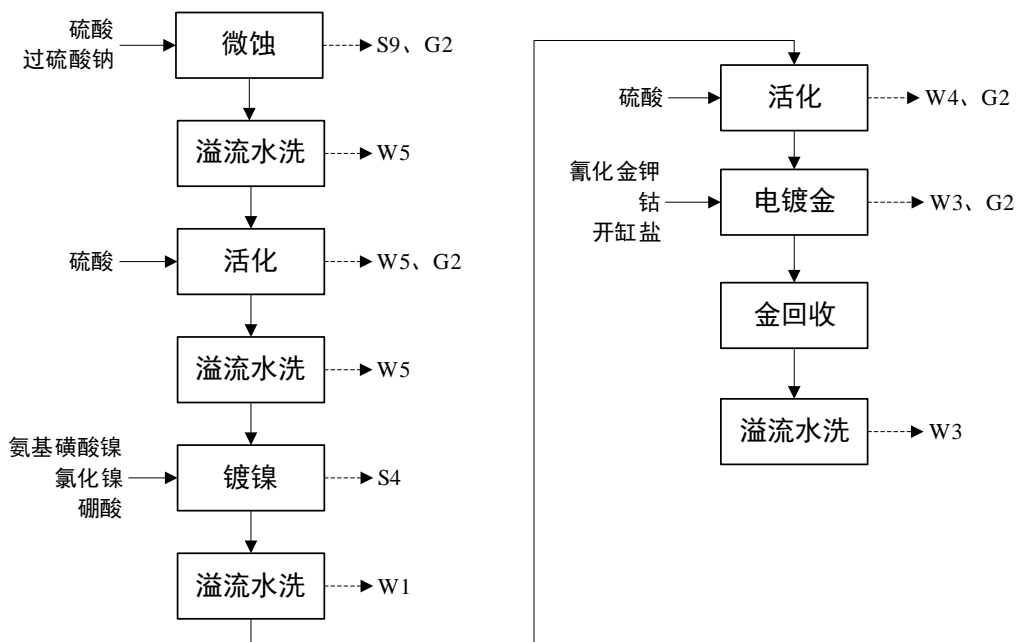 硫酸
过硫酸钠
微蚀
S9、G2
溢流水洗
W5
硫酸
活化
W5、G2
溢流水洗
W5
氨基磺酸镍
氯化镍
硼酸
镀镍
S4
溢流水洗
W1
硫酸
活化
W4、G2
氰化金钾
钴
开缸盐
电镀金
W3、G2
金回收
溢流水洗
W3